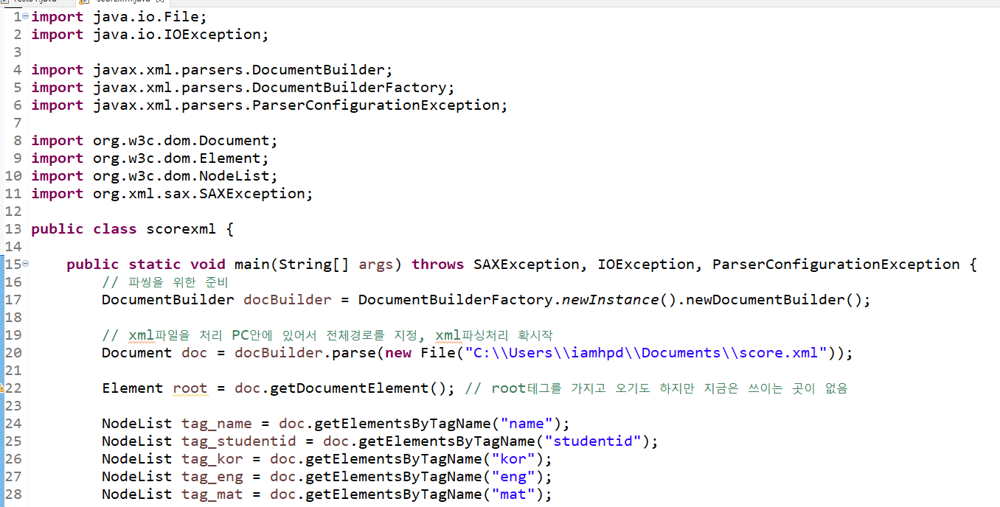 scorexml.java
1 import java.io.File;
2 import java.io.IOException;
3
4 import javax.xml.parsers.DocumentBuilder;
5 import javax.xml.parsers.DocumentBuilderFactory;
6 import javax.xml.parsers.ParserConfigurationException;
7
8 import org.w3c.dom.Document;
9 import org.w3c.dom.Element;
10 import org.w3c.dom.NodeList;
11 import org.xml.sax.SAXException;
12
13 public class scorexml {
14
15 public static void main(String[] args) throws SAXException, IOException, ParserConfigurationException {
16 // 파씽을 위한 준비
17 DocumentBuilder docBuilder = DocumentBuilderFactory.newInstance().newDocumentBuilder();
18
19 // xml파일을 처리 PC안에 있어서 전체경로를 지정, xml파싱처리 확시작
20 Document doc = docBuilder.parse(new File("C:\\Users\\iamhpd\\Documents\\score.xml"));
21
22 Element root = doc.getDocumentElement(); // root테그를 가지고 오기도 하지만 지금은 쓰이는 곳이 없음
23
24 NodeList tag_name = doc.getElementsByTagName("name");
25 NodeList tag_studentid = doc.getElementsByTagName("studentid");
26 NodeList tag_kor = doc.getElementsByTagName("kor");
27 NodeList tag_eng = doc.getElementsByTagName("eng");
28 NodeList tag_mat = doc.getElementsByTagName("mat");